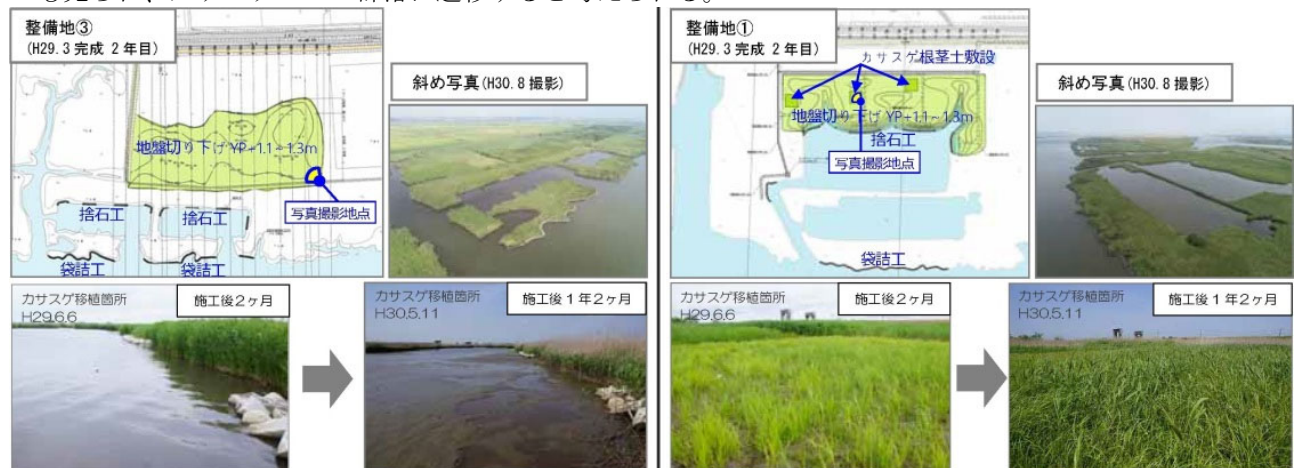 整備地③
(H29.3完成 2年目)
斜め写真(H30.8撮影)
地盤切り下げ YP+1.1~1.3m
写真撮影地点
捨石工
捨石工
袋詰工
袋詰工
カサスゲ移植箇所
H29.6.6
施工後2ヶ月
カサスゲ移植箇所
H30.5.11
施工後1年2ヶ月
整備地①
(H29.3完成 2年目)
カサスゲ根茎土敷設
斜め写真(H30.8撮影)
地盤切り下げ YP+1.1~1.3m
捨石工
写真撮影地点
袋詰工
カサスゲ移植箇所
H29.6.6
施工後2ヶ月
カサスゲ移植箇所
H30.5.11
施工後1年2ヶ月